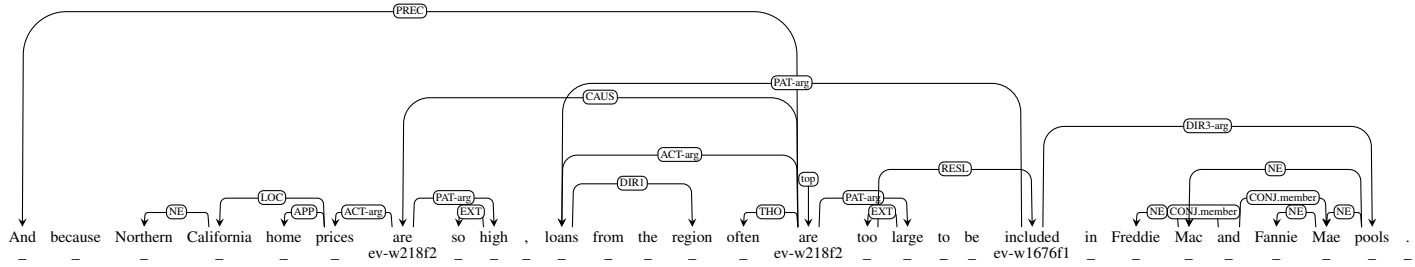 PREC
PAT-arg
CAUS
DIR3-arg
ACT-arg
top RESL NE
DIR1
LOC PAT-arg PAT-arg CONJ.member
NE APP ACT-arg EXT THO EXT NE CONJ.member NE NE
And because Northern California home prices are so high , loans from the region often are too large to be included in Freddie Mac and Fannie Mae pools .
_ _ _ _ _ _ ev-w218f2 _ _ _ _ _ _ _ _ ev-w218f2 _ _ _ _ ev-w1676f1 _ _ _ _ _ _ _ _